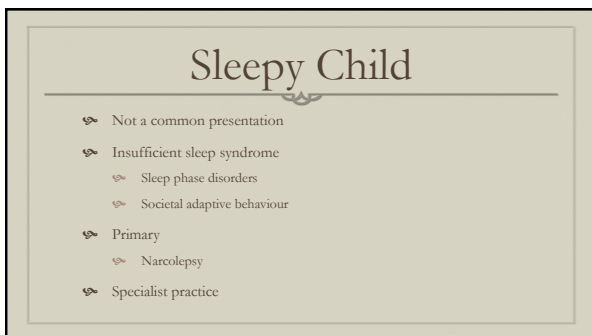 Sleepy Child
Not a common presentation
Insufficient sleep syndrome
Sleep phase disorders
Societal adaptive behaviour
Primary
Narcolepsy
Specialist practice